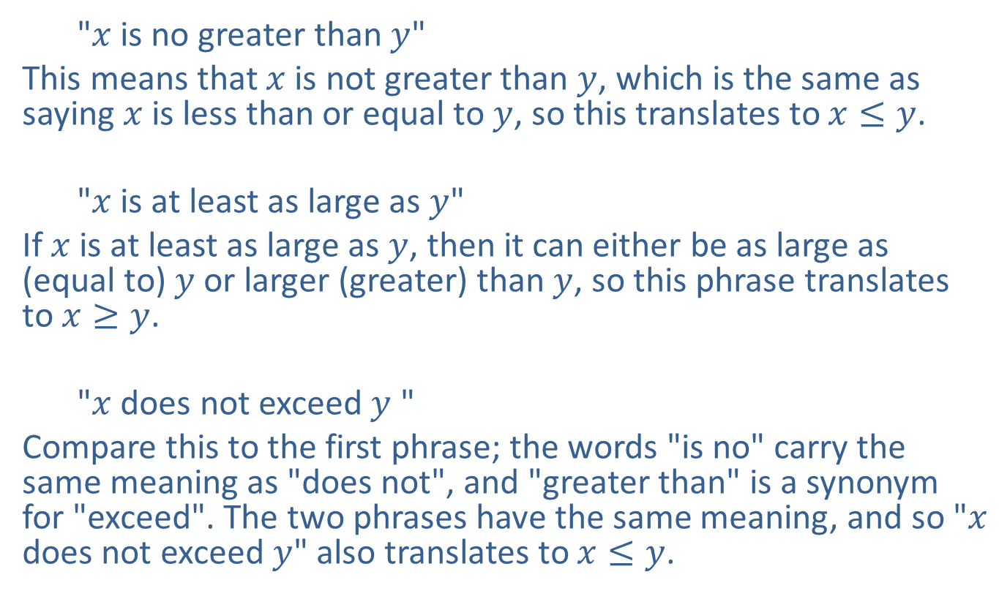 "x is no greater than y"
This means that x is not greater than y, which is the same as
saying x is less than or equal to y, so this translates to x ≤ y.
"x is at least as large as y"
If x is at least as large as y, then it can either be as large as
(equal to) y or larger (greater) than y, so this phrase translates
to x ≥ y.
"x does not exceed y "
Compare this to the first phrase; the words "is no" carry the
same meaning as "does not", and "greater than" is a synonym
for "exceed". The two phrases have the same meaning, and so "x
does not exceed y" also translates to x ≤ y.